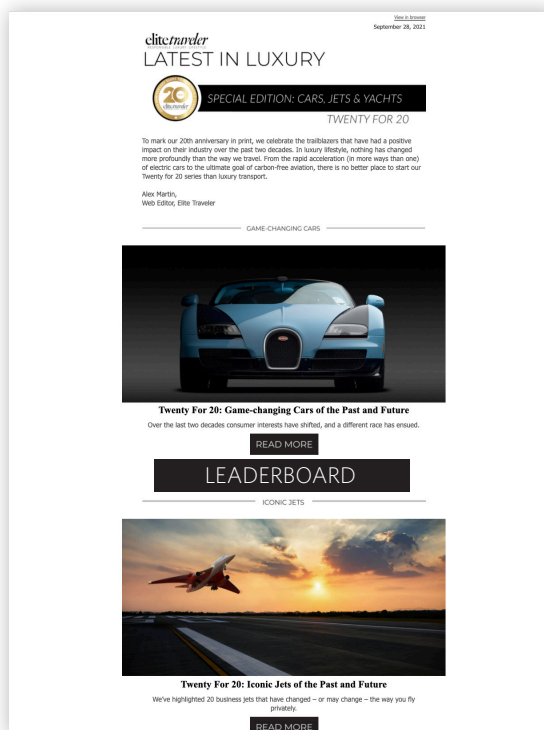 View in browser
September 28, 2021
elitetraveler
LATEST IN LUXURY
20
elitetraveler
SPECIAL EDITION: CARS, JETS & YACHTS
TWENTY FOR 20
To mark our 20th anniversary in print, we celebrate the trailblazers that have had a positive
impact on their industry over the past two decades. In luxury lifestyle, nothing has changed
more profoundly than the way we travel. From the rapid acceleration (in more ways than one)
of electric cars to the ultimate goal of carbon-free aviation, there is no better place to start our
Twenty for 20 series than luxury transport.
Alex Martin,
Web Editor, Elite Traveler
GAME-CHANGING CARS
Twenty For 20: Game-changing Cars of the Past and Future
Over the last two decades consumer interests have shifted, and a different race has ensued.
READ MORE
LEADERBOARD
ICONIC JETS
Twenty For 20: Iconic Jets of the Past and Future
We've highlighted 20 business jets that have changed – or may change – the way you fly
privately.
READ MORE